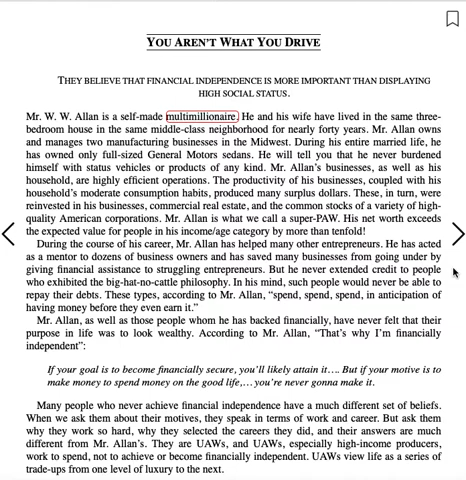 YOU AREN'T WHAT YOU DRIVE
THEY BELIEVE THAT FINANCIAL INDEPENDENCE IS MORE IMPORTANT THAN DISPLAYING
HIGH SOCIAL STATUS.
Mr. W. W. Allan is a self-made multimillionaire. He and his wife have lived in the same three-
bedroom house in the same middle-class neighborhood for nearly forty years. Mr. Allan owns
and manages two manufacturing businesses in the Midwest. During his entire married life, he
has owned only full-sized General Motors sedans. He will tell you that he never burdened
himself with status vehicles or products of any kind. Mr. Allan's businesses, as well as his
household, are highly efficient operations. The productivity of his businesses, coupled with his
household's moderate consumption habits, produced many surplus dollars. These, in turn, were
reinvested in his businesses, commercial real estate, and the common stocks of a variety of high-
quality American corporations. Mr. Allan is what we call a super-PAW. His net worth exceeds
the expected value for people in his income/age category by more than tenfold!
During the course of his career, Mr. Allan has helped many other entrepreneurs. He has acted
as a mentor to dozens of business owners and has saved many businesses from going under by
giving financial assistance to struggling entrepreneurs. But he never extended credit to people
who exhibited the big-hat-no-cattle philosophy. In his mind, such people would never be able to
repay their debts. These types, according to Mr. Allan, "spend, spend, spend, in anticipation of
having money before they even earn it."
Mr. Allan, as well as those people whom he has backed financially, have never felt that their
purpose in life was to look wealthy. According to Mr. Allan, "That's why I'm financially
independent":
If your goal is to become financially secure, you'll likely attain it.... But if your motive is to
make money to spend money on the good life,... you're never gonna make it.
Many people who never achieve financial independence have a much different set of beliefs.
When we ask them about their motives, they speak in terms of work and career. But ask them
why they work so hard, why they selected the careers they did, and their answers are much
different from Mr. Allan's. They are UAWs, and UAWs, especially high-income producers,
work to spend, not to achieve or become financially independent. UAWs view life as a series of
trade-ups from one level of luxury to the next.